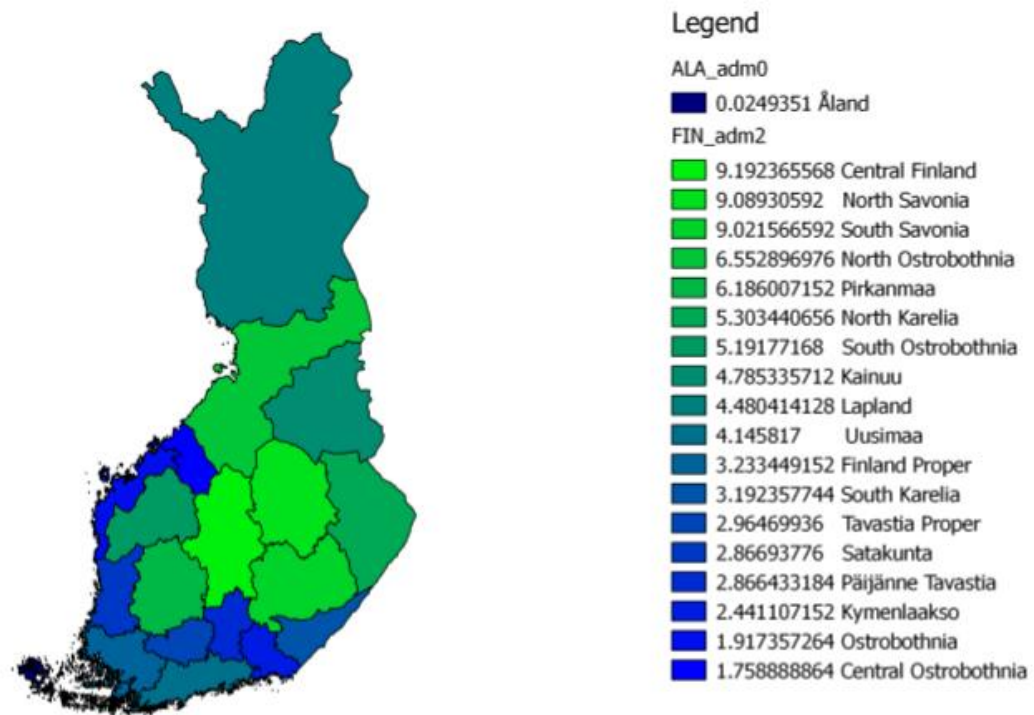 Legend
ALA_adm0
0.0249351 Åland
FIN_adm2
9.192365568 Central Finland
9.08930592 North Savonia
9.021566592 South Savonia
6.552896976 North Ostrobothnia
6.186007152 Pirkanmaa
5.303440656 North Karelia
5.19177168 South Ostrobothnia
4.785335712 Kainuu
4.480414128 Lapland
4.145817 Uusimaa
3.233449152 Finland Proper
3.192357744 South Karelia
2.96469936 Tavastia Proper
2.86693776 Satakunta
2.866433184 Päijänne Tavastia
2.441107152 Kymenlaakso
1.917357264 Ostrobothnia
1.758888864 Central Ostrobothnia